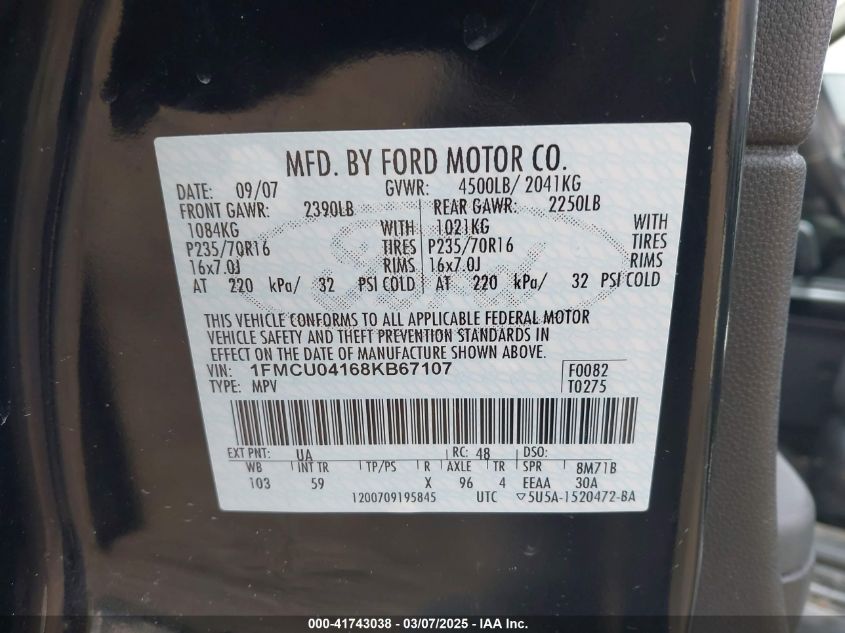 MFD. BY FORD MOTOR CO.
DATE: 09/07 GVWR: 4500LB/ 2041KG
FRONT GAWR: 2390LB REAR GAWR: 2250LB
1084KG WITH 1021KG WITH
P235/70R16 TIRES P235/70R16 TIRES
16x7.0J RIMS 16x7.0J RIMS
AT 220 kPa/ 32 PSI COLD AT 220 kPa/ 32 PSI COLD
THIS VEHICLE CONFORMS TO ALL APPLICABLE FEDERAL MOTOR
VEHICLE SAFETY AND THEFT PREVENTION STANDARDS IN
EFFECT ON THE DATE OF MANUFACTURE SHOWN ABOVE.
VIN: 1FMCU04168KB67107 F0082
TYPE: MPV T0275
EXT PNT: UA RC: 48 DSO:
WB INT TR TP/PS R AXLE TR SPR 8M71B
103 59 X 96 4 EEAA 30A
1200709195845 UTC ▽5U5A-1520472-BA
000-41743038 - 03/07/2025 - IAA Inc.